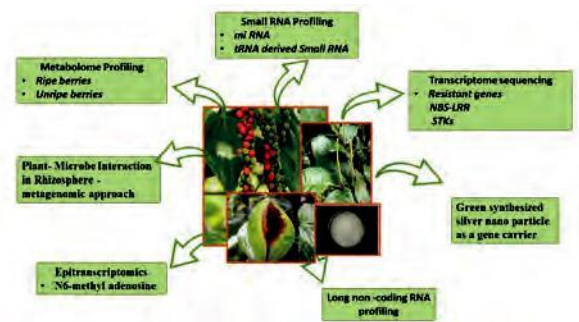 Small RNA Profiling
• mi RNA
• tRNA derived Small RNA
Metabolome Profiling
• Ripe berries
• Unripe berries
Transcriptome sequencing
• Resistant genes
NBS-LRR
STKs
Plant- Microbe Interaction
in Rhizosphere -
metagenomic approach
Green synthesized
silver nano particle
as a gene carrier
Epitranscriptomics
• N6-methyl adenosine
Long non -coding RNA
profiling